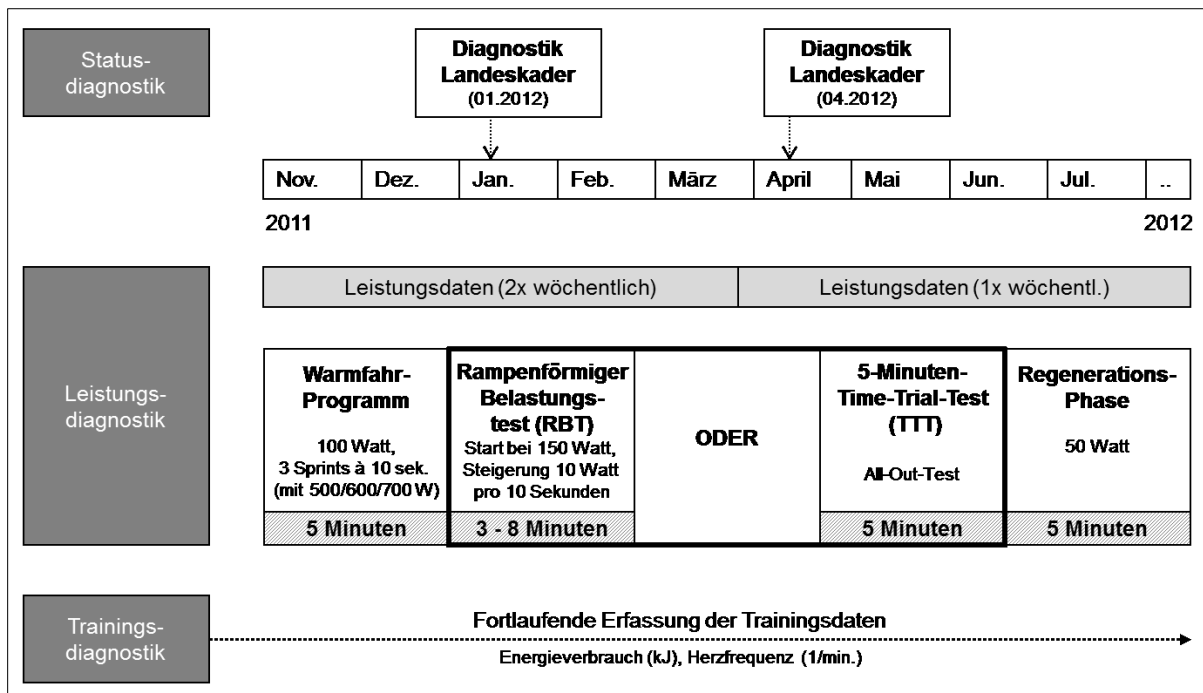 Status-
diagnostik
Diagnostik
Landeskader
(01.2012)
Diagnostik
Landeskader
(04.2012)
Nov. Dez. Jan. Feb. März April Mai Jun. Jul. ..
2011 2012
Leistungs-
diagnostik
Leistungsdaten (2x wöchentlich) Leistungsdaten (1x wöchentl.)
Warmfahr-
Programm
100 Watt,
3 Sprints à 10 sek.
(mit 500/600/700 W)
5 Minuten
Rampenförmiger
Belastungs-
test (RBT)
Start bei 150 Watt,
Steigerung 10 Watt
pro 10 Sekunden
3 - 8 Minuten
ODER
5-Minuten-
Time-Trial-Test
(TTT)
All-Out-Test
5 Minuten
Regenerations-
Phase
50 Watt
5 Minuten
Trainings-
diagnostik
Fortlaufende Erfassung der Trainingsdaten
Energieverbrauch (kJ), Herzfrequenz (1/min.)